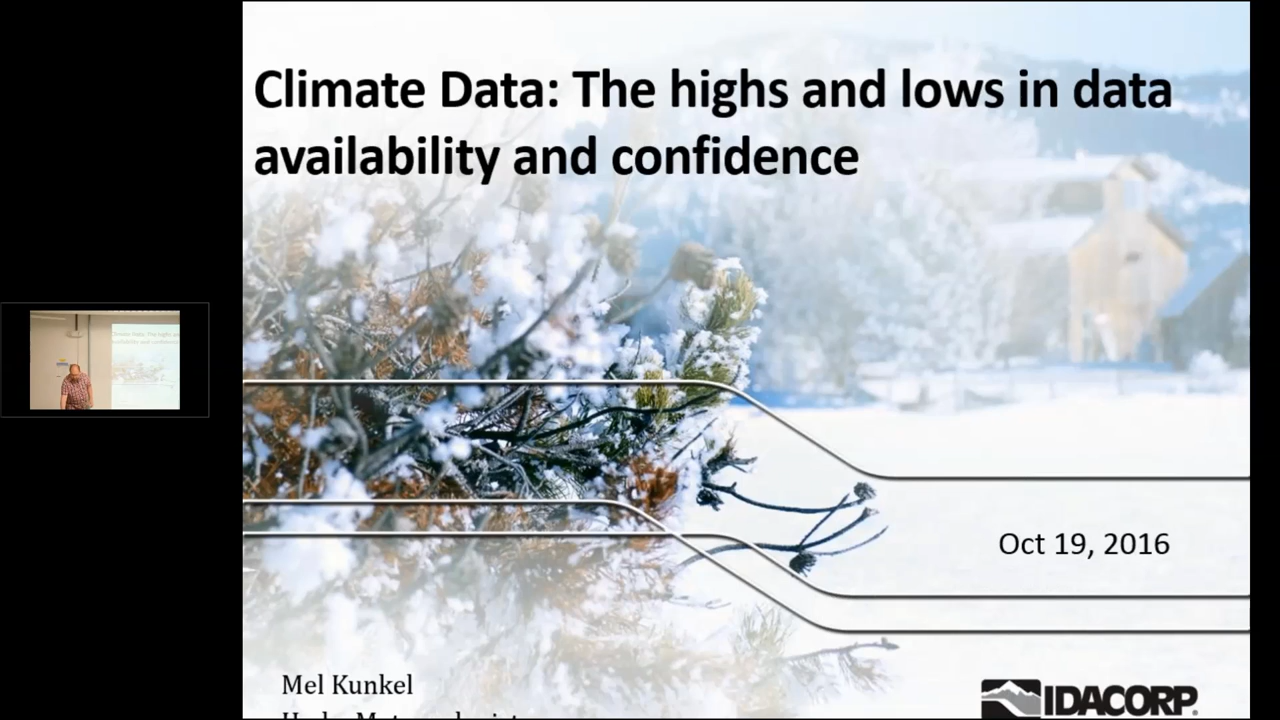 Climate Data: The highs and lows in data
availability and confidence
Oct 19, 2016
Mel Kunkel
IDACORP